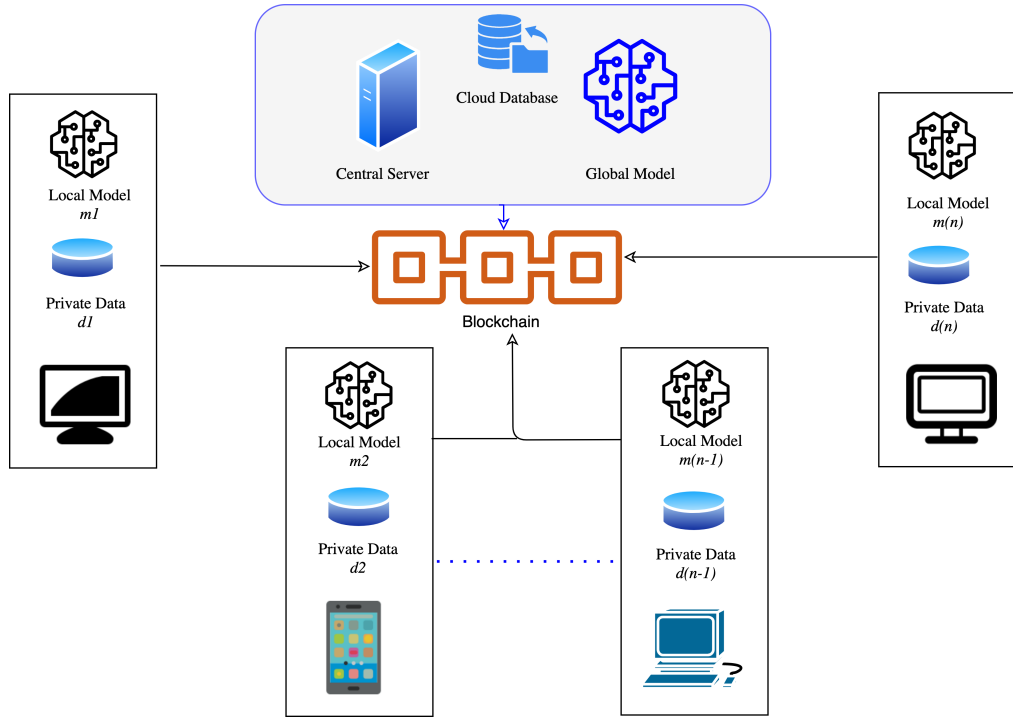 Cloud Database
Central Server
Global Model
Local Model
m1
Private Data
d1
Local Model
m(n)
Private Data
d(n)
Blockchain
Local Model
m2
Private Data
d2
Local Model
m(n-1)
Private Data
d(n-1)